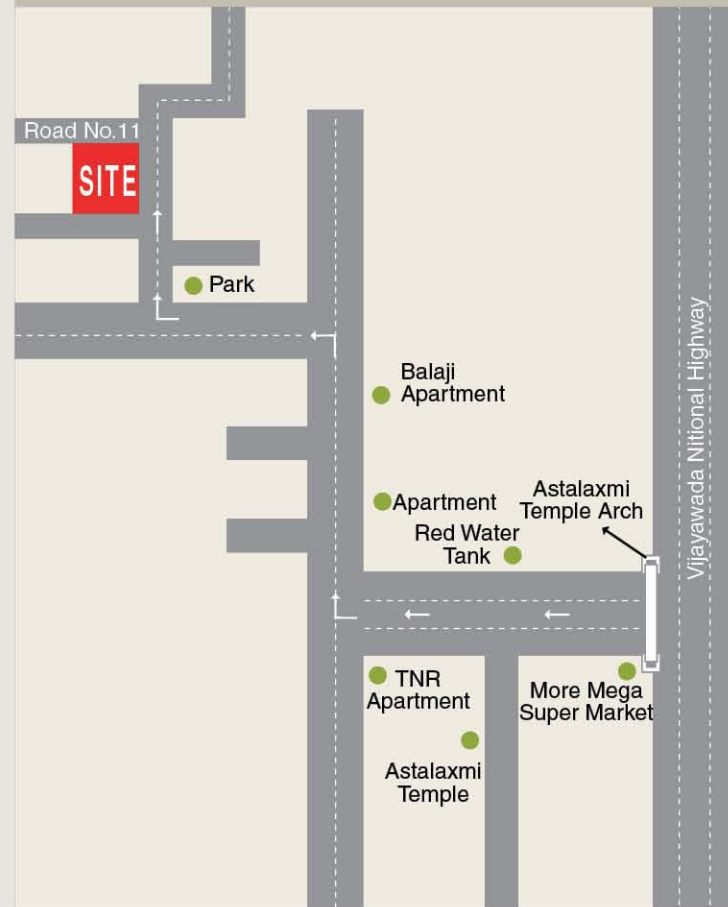 Road No.11
SITE
Park
Balaji
Apartment
Apartment
Astalaxmi
Temple Arch
Red Water
Tank
Vijayawada Nitional Highway
TNR
Apartment
More Mega
Super Market
Astalaxmi
Temple